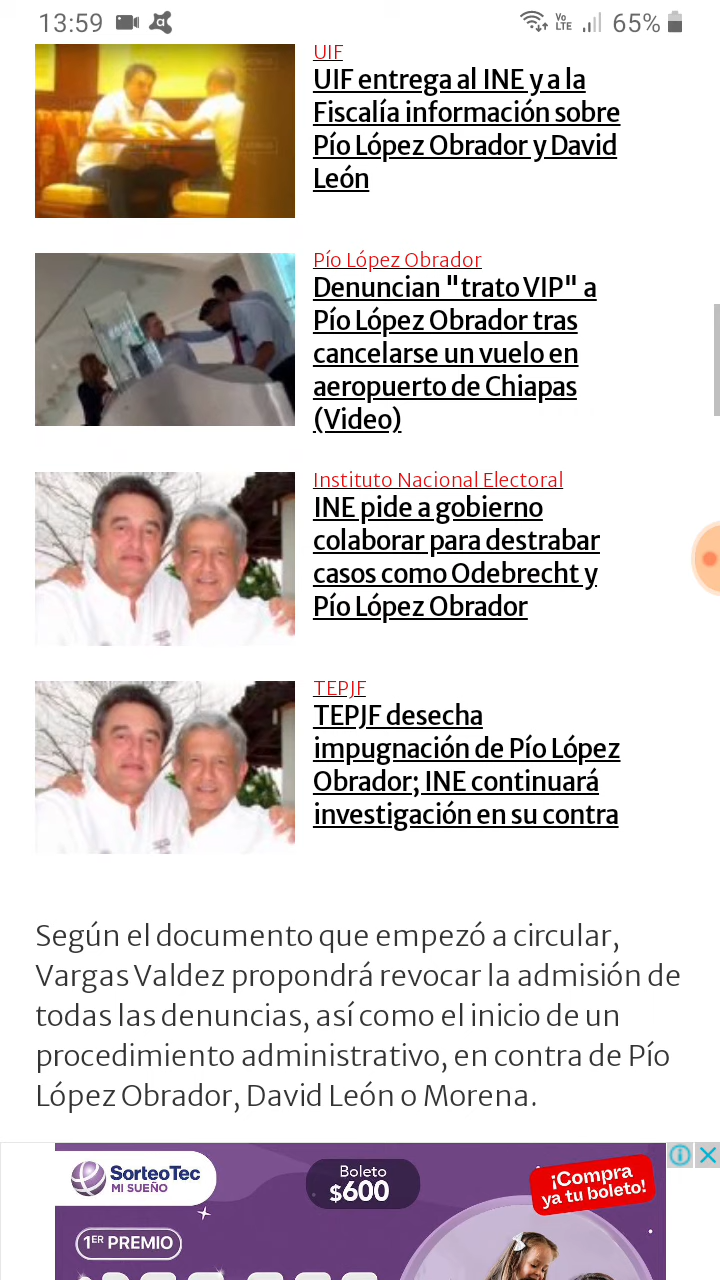 13:59
Vo
LTE
65%
UIF
UIF entrega al INE y a la
Fiscalía información sobre
Pío López Obrador y David
León
Pío López Obrador
Denuncian "trato VIP" a
Pío López Obrador tras
cancelarse un vuelo en
aeropuerto de Chiapas
(Video)
Instituto Nacional Electoral
INE pide a gobierno
colaborar para destrabar
casos como Odebrecht y
Pío López Obrador
TEPJF
TEPJF desecha
impugnación de Pío López
Obrador; INE continuará
investigación en su contra
Según el documento que empezó a circular,
Vargas Valdez propondrá revocar la admisión de
todas las denuncias, así como el inicio de un
procedimiento administrativo, en contra de Pío
López Obrador, David León o Morena.
SorteoTec
MI SUEÑO
Boleto
$600
¡Compra
ya tu boleto!
1ER PREMIO